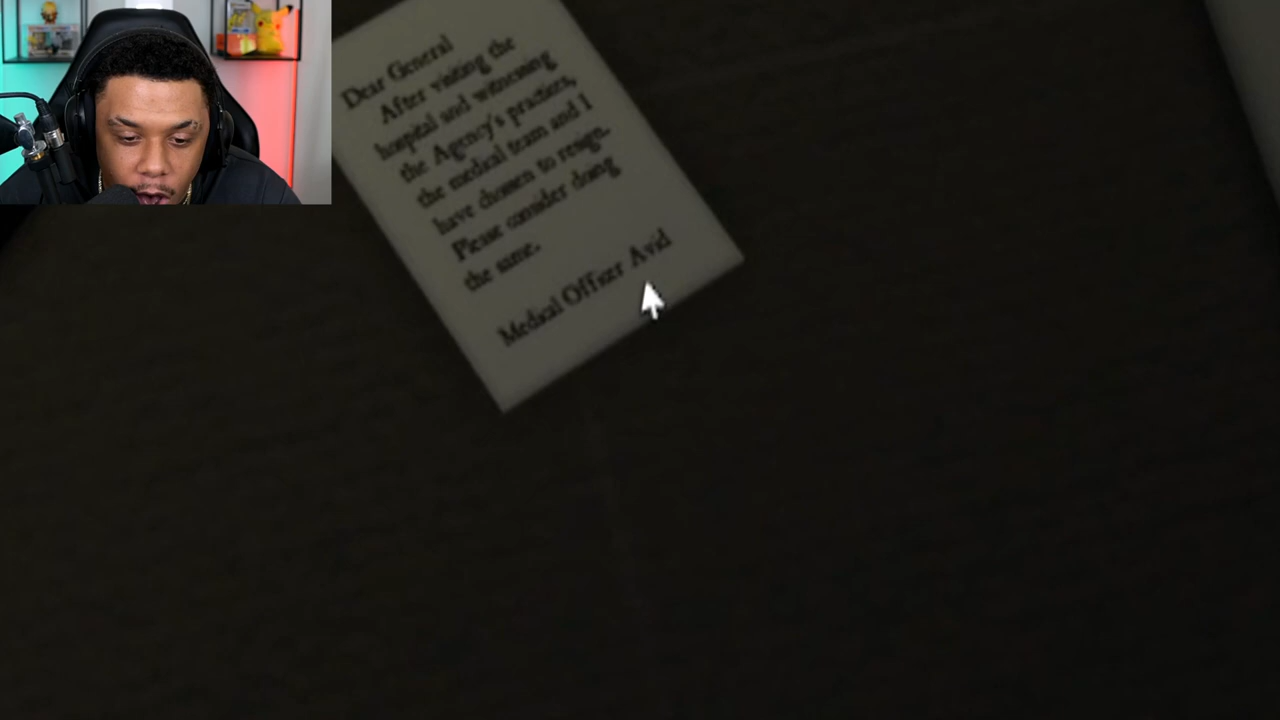 Dear General
After visiting the
hospital and witnessing
the Agency's practices,
the medical team and I
have chosen to resign.
Please consider doing
the same.
Medical Officer Avid